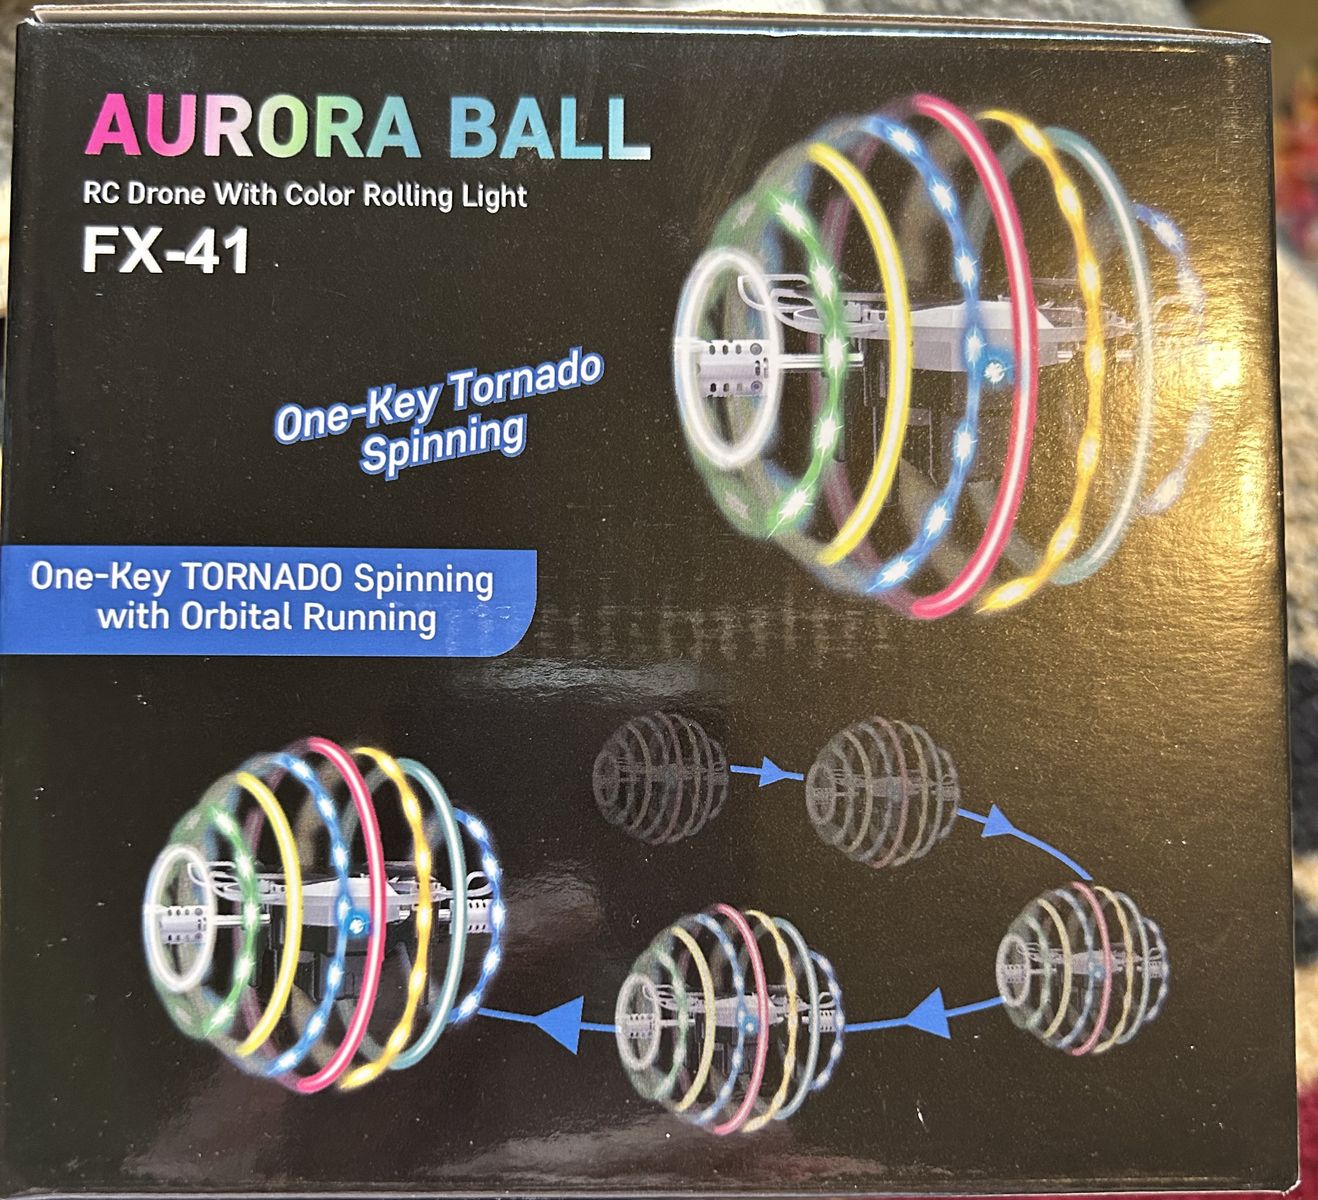 AURORA BALL
RC Drone With Color Rolling Light
FX-41
One-Key Tornado
Spinning
One-Key TORNADO Spinning
with Orbital Running